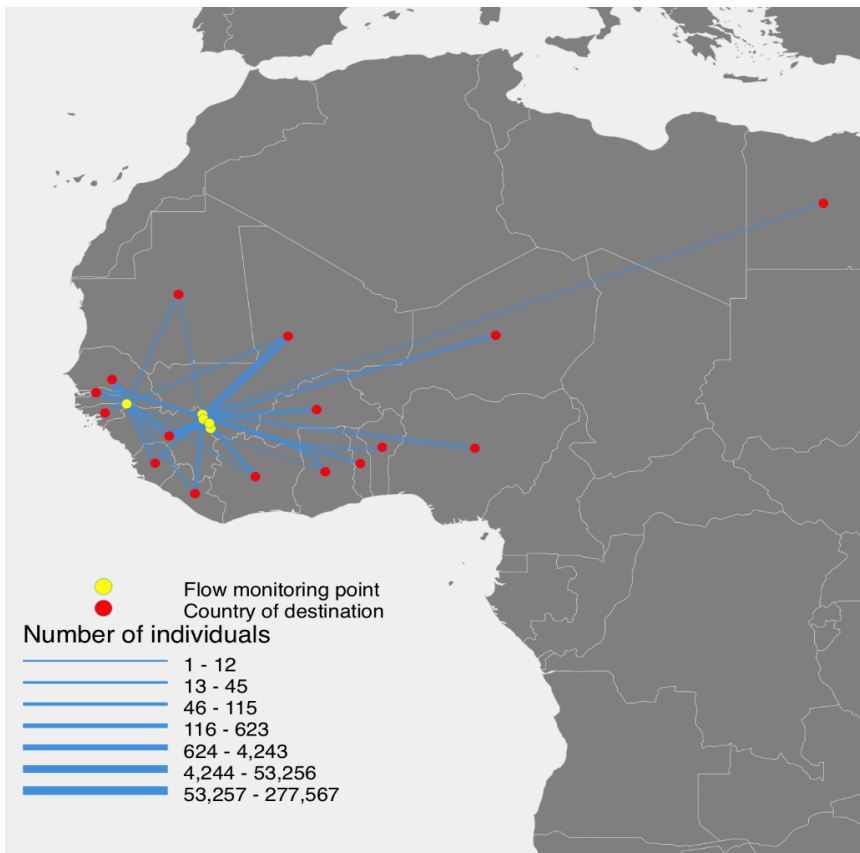 Flow monitoring point
Country of destination
Number of individuals
1 - 12
13 - 45
46 - 115
116 - 623
624 - 4,243
4,244 - 53,256
53,257 - 277,567